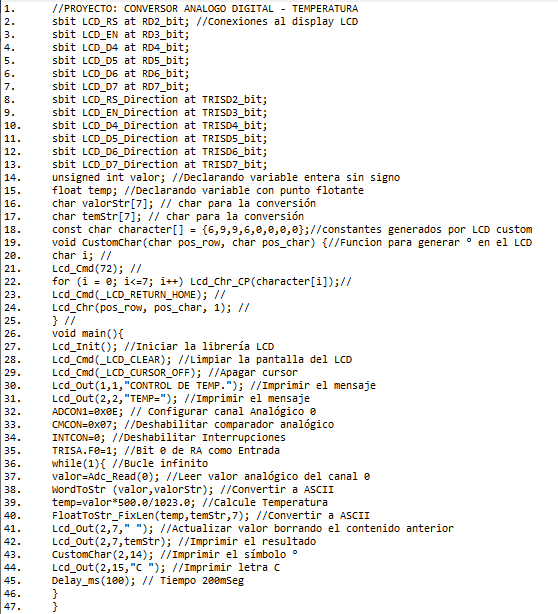 1. //PROYECTO: CONVERSOR ANALOGO DIGITAL - TEMPERATURA
2. sbit LCD_RS at RD2_bit; //Conexiones al display LCD
3. sbit LCD_EN at RD3_bit;
4. sbit LCD_D4 at RD4_bit;
5. sbit LCD_D5 at RD5_bit;
6. sbit LCD_D6 at RD6_bit;
7. sbit LCD_D7 at RD7_bit;
8. sbit LCD_RS_Direction at TRISD2_bit;
9. sbit LCD_EN_Direction at TRISD3_bit;
10. sbit LCD_D4_Direction at TRISD4_bit;
11. sbit LCD_D5_Direction at TRISD5_bit;
12. sbit LCD_D6_Direction at TRISD6_bit;
13. sbit LCD_D7_Direction at TRISD7_bit;
14. unsigned int valor; //Declarando variable entera sin signo
15. float temp; //Declarando variable con punto flotante
16. char valorStr[7]; // char para la conversión
17. char temStr[7]; // char para la conversión
18. const char character[] = {6,9,9,6,0,0,0,0};//constantes generados por LCD custom
19. void CustomChar(char pos_row, char pos_char) {//Funcion para generar º en el LCD
20. char i; //
21. Lcd_Cmd(72); //
22. for (i = 0; i<=7; i++) Lcd_Chr_CP(character[i]);//
23. Lcd_Cmd(_LCD_RETURN_HOME); //
24. Lcd_Chr(pos_row, pos_char, 1); //
25. } //
26. void main(){
27. Lcd_Init(); //Iniciar la librería LCD
28. Lcd_Cmd(_LCD_CLEAR); //Limpiar la pantalla del LCD
29. Lcd_Cmd(_LCD_CURSOR_OFF); //Apagar cursor
30. Lcd_Out(1,1,"CONTROL DE TEMP."); //Imprimir el mensaje
31. Lcd_Out(2,2,"TEMP="); //Imprimir el mensaje
32. ADCON1=0x0E; // Configurar canal Analógico 0
33. CMCON=0x07; //Deshabilitar comparador analógico
34. INTCON=0; //Deshabilitar Interrupciones
35. TRISA.F0=1; //Bit 0 de RA como Entrada
36. while(1){ //Bucle infinito
37. valor=Adc_Read(0); //Leer valor analógico del canal 0
38. WordToStr (valor,valorStr); //Convertir a ASCII
39. temp=valor*500.0/1023.0; //Calcule Temperatura
40. FloatToStr_FixLen(temp,temStr,7); //Convertir a ASCII
41. Lcd_Out(2,7," "); //Actualizar valor borrando el contenido anterior
42. Lcd_Out(2,7,temStr); //Imprimir el resultado
43. CustomChar(2,14); //Imprimir el símbolo º
44. Lcd_Out(2,15,"C "); //Imprimir letra C
45. Delay_ms(100); // Tiempo 200mSeg
46. }
47. }